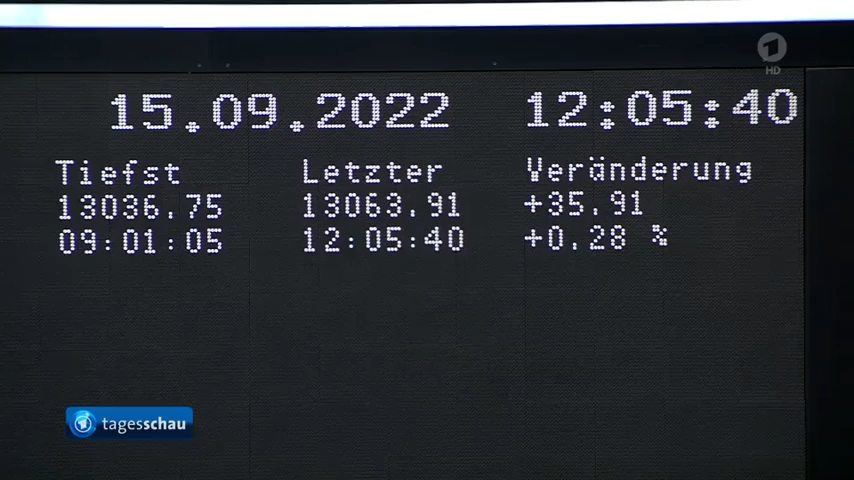 1
HD
15.09.2022 12:05:40
Tiefst Letzter Veränderung
13036.75 13063.91 +35.91
09:01:05 12:05:40 +0.28 %
tagesschau